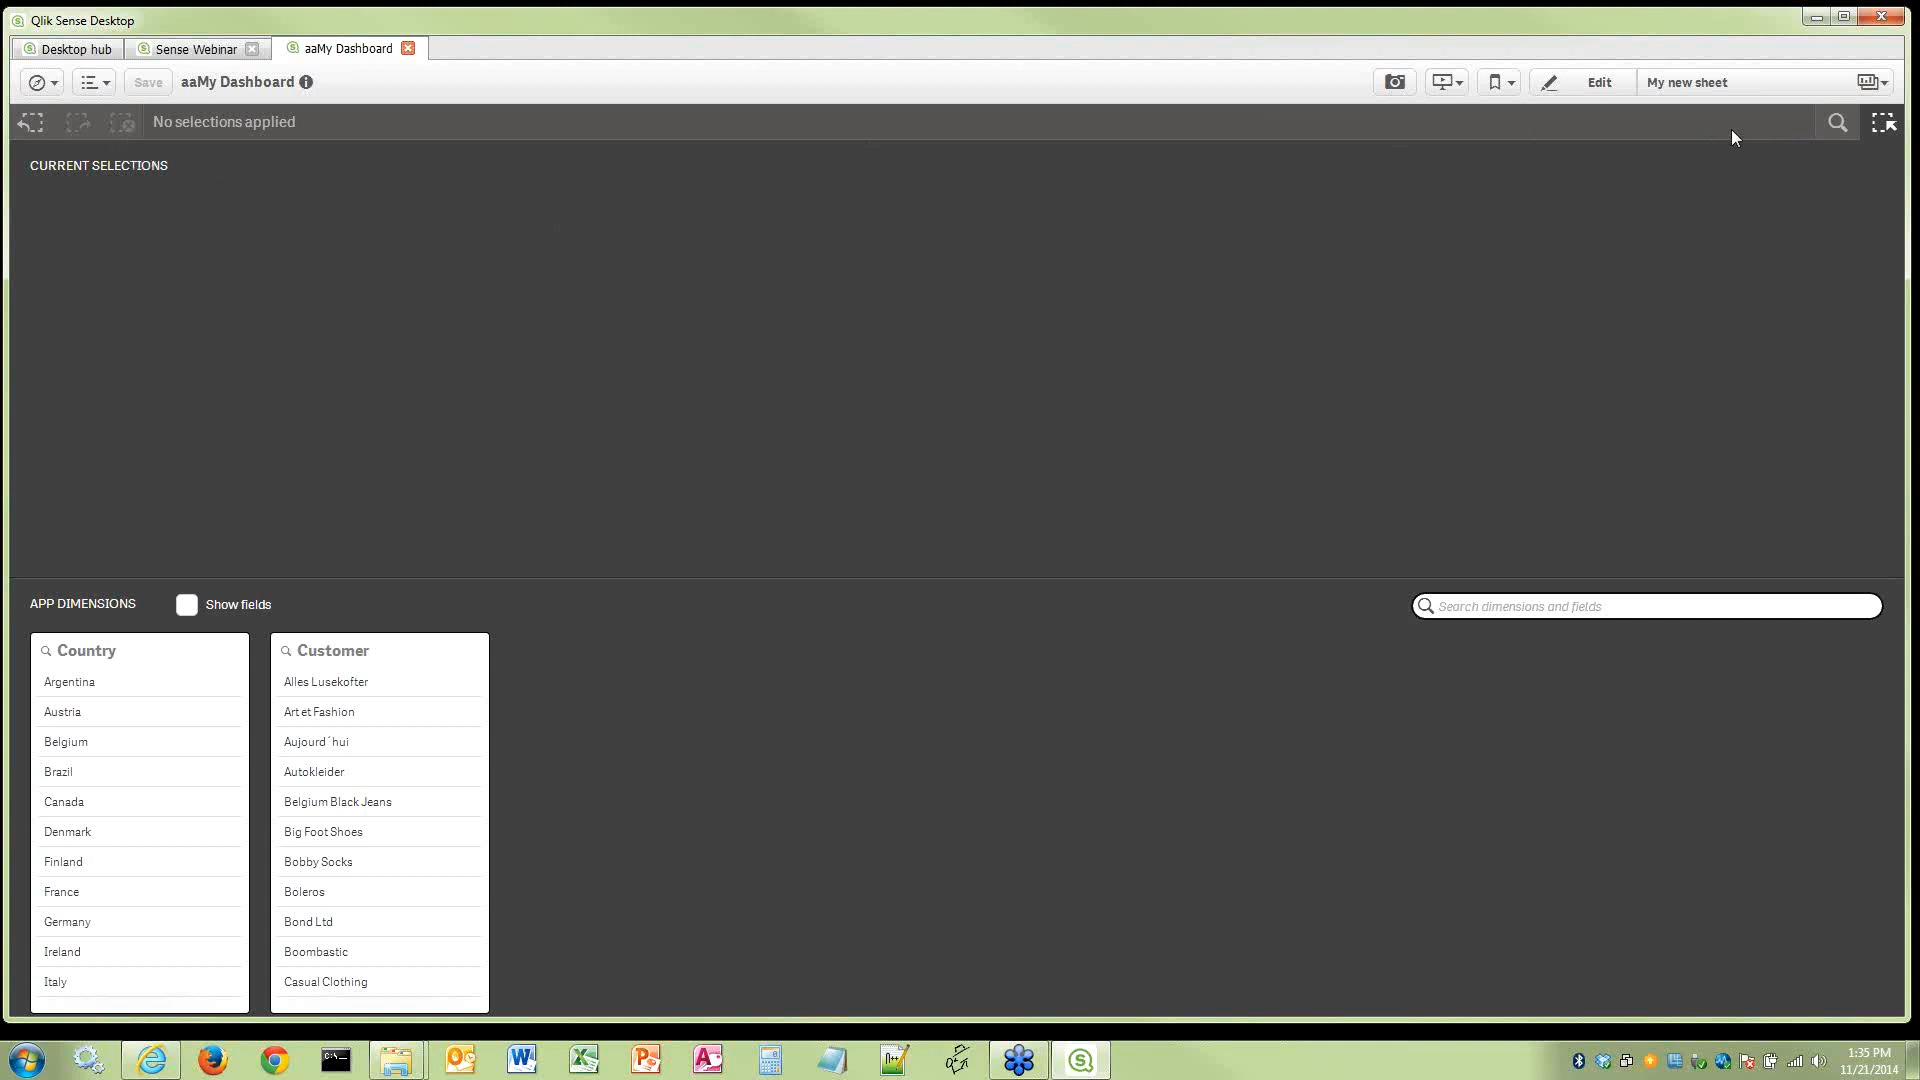 Qlik Sense Desktop
Desktop hub
Sense Webinar
aaMy Dashboard
Save
aaMy Dashboard
Edit
My new sheet
No selections applied
CURRENT SELECTIONS
APP DIMENSIONS
Show fields
Search dimensions and fields
Country
Argentina
Austria
Belgium
Brazil
Canada
Denmark
Finland
France
Germany
Ireland
Italy
Customer
Alles Lusekofter
Art et Fashion
Aujourd´hui
Autokleider
Belgium Black Jeans
Big Foot Shoes
Bobby Socks
Boleros
Bond Ltd
Boombastic
Casual Clothing
1:35 PM
11/21/2014